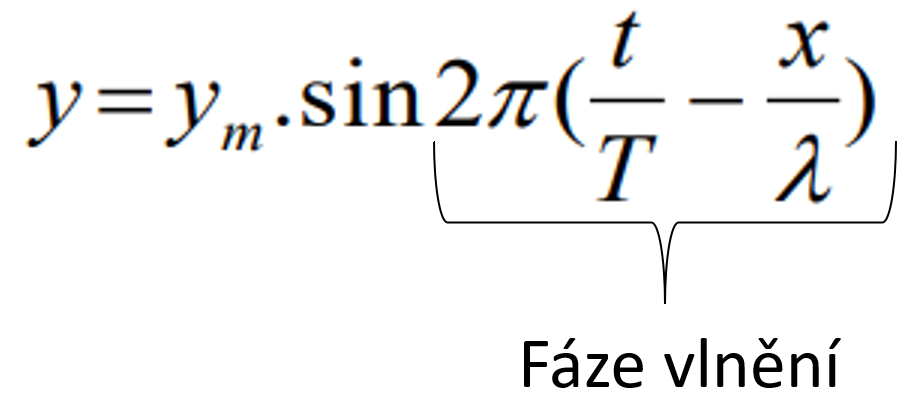 y = y_m . sin 2π( t/T − x/λ )
Fáze vlnění